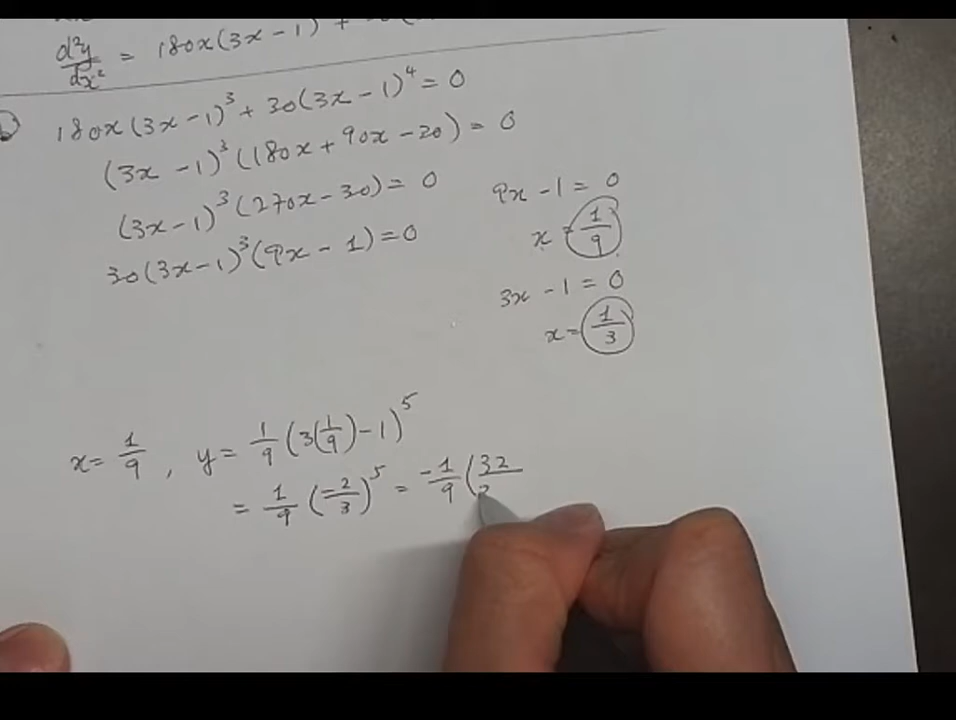 d²y/dx² = 180x(3x-1)
180x(3x-1)³ + 30(3x-1)⁴ = 0
(3x-1)³(180x + 90x - 30) = 0
(3x-1)³(270x - 30) = 0
30(3x-1)³(9x - 1) = 0
9x - 1 = 0
x = 1/9
3x - 1 = 0
x = 1/3
x = 1/9, y = 1/9 (3(1/9) - 1)⁵
= 1/9 (-2/3)⁵ = -1/9 (32/